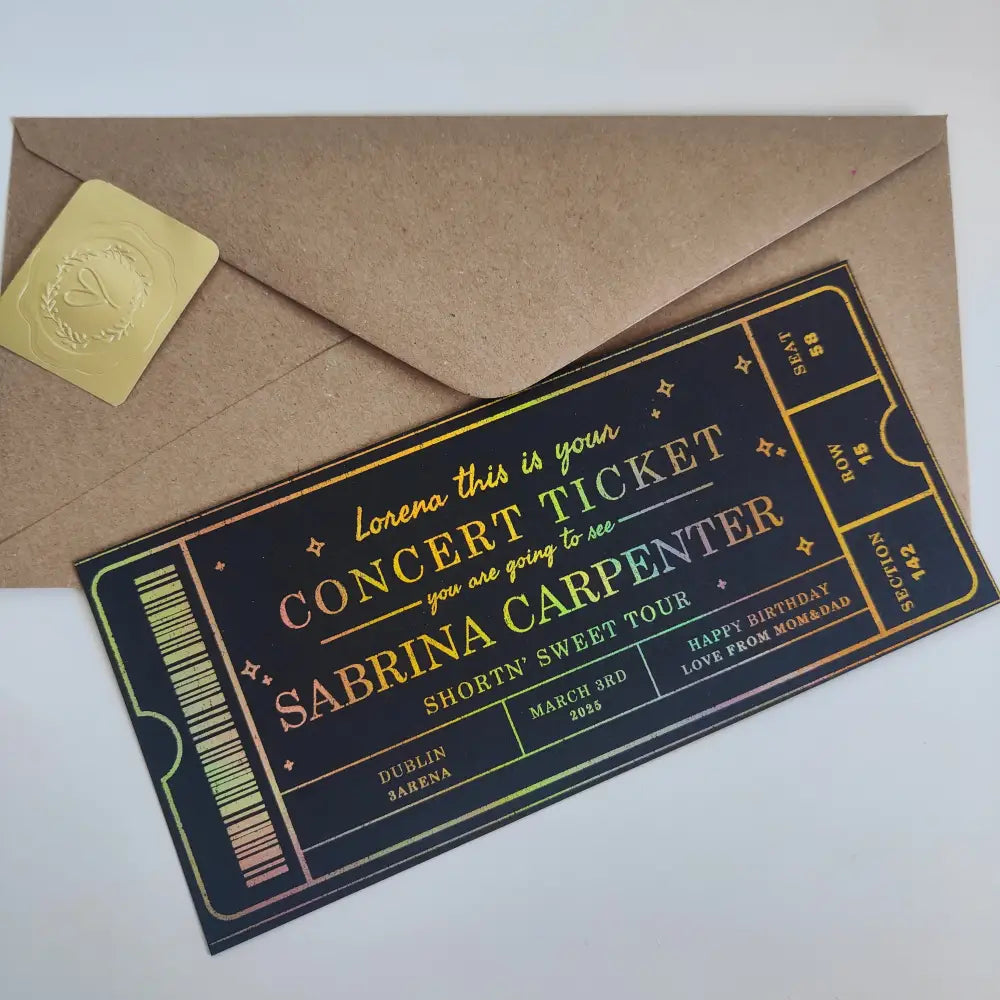 Lorena this is your
CONCERT TICKET
you are going to see
SABRINA CARPENTER
SHORTN' SWEET TOUR
DUBLIN
3ARENA
MARCH 3RD
2025
HAPPY BIRTHDAY
LOVE FROM MOM&DAD
SEAT
58
ROW
15
SECTION
142